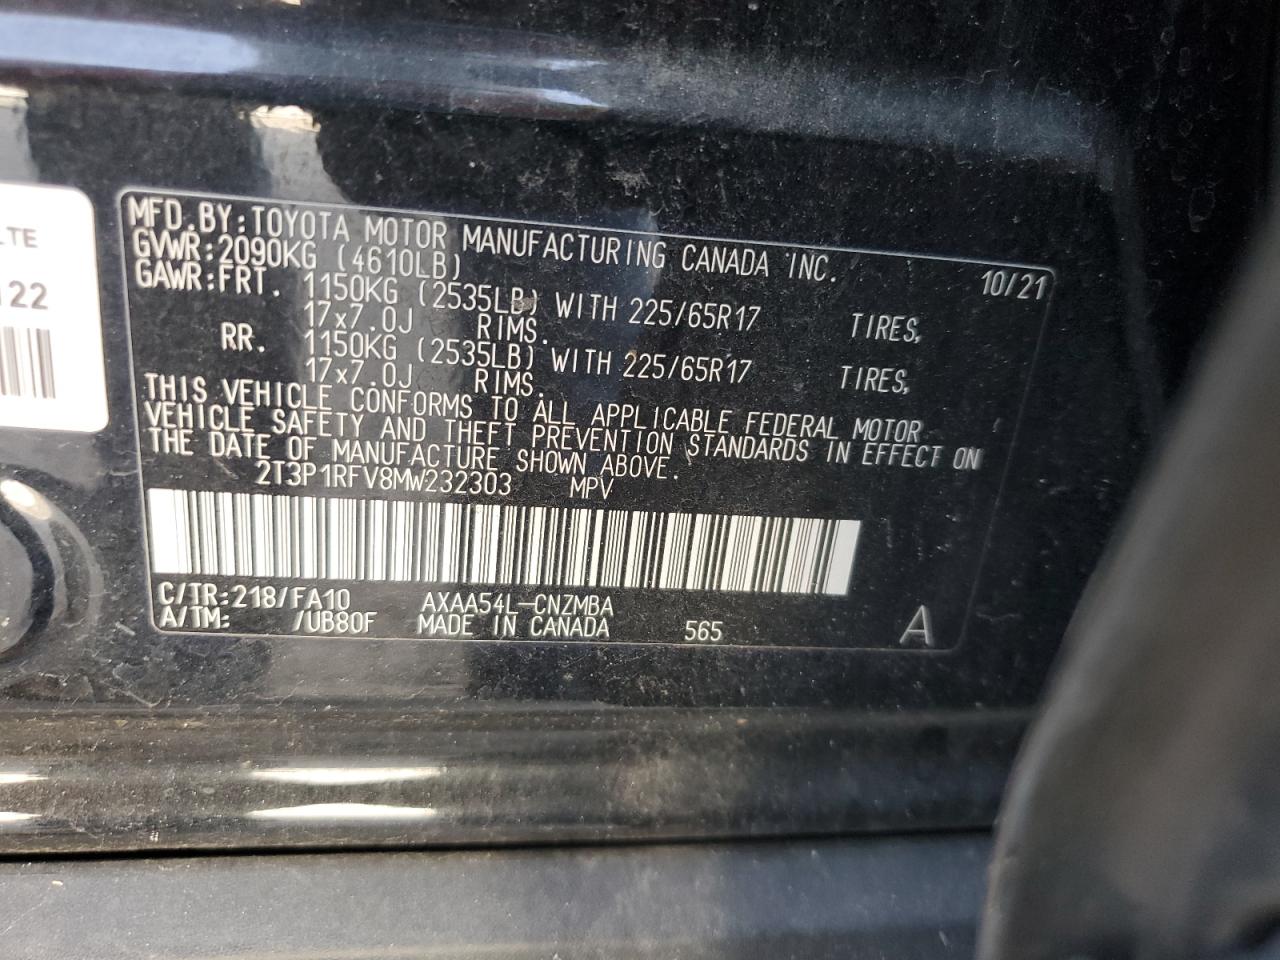 LTE
122
MFD.BY:TOYOTA MOTOR MANUFACTURING CANADA INC. 10/21
GVWR:2090KG (4610LB)
GAWR:FRT. 1150KG (2535LB) WITH 225/65R17 TIRES,
17x7.0J RIMS.
RR. 1150KG (2535LB) WITH 225/65R17 TIRES,
17x7.0J RIMS.
THIS VEHICLE CONFORMS TO ALL APPLICABLE FEDERAL MOTOR
VEHICLE SAFETY AND THEFT PREVENTION STANDARDS IN EFFECT ON
THE DATE OF MANUFACTURE SHOWN ABOVE.
2T3P1RFV8MW232303 MPV
C/TR:218/FA10 AXAA54L-CNZMBA
A/TM: /UB80F MADE IN CANADA 565 A